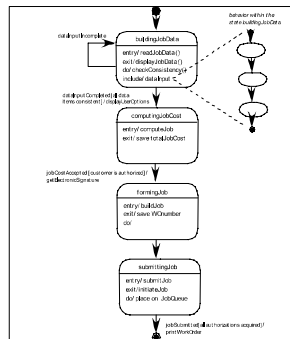 behavior within the
state buildingJobData
dataInputIncomplete
buildingJobData
entry/ readJobData()
exit/ displayJobData()
do/ checkConsistency()
include/ dataInput
dataInputCompleted[all data
items consistent] / displayUserOptions
computingJobCost
entry/ computeJob
exit/ save totalJobCost
jobCostAccepted [customer is authorized]/
getElectronicSignature
formingJob
entry/ buildJob
exit/ save WOnumber
do/
submittingJob
entry/ submitJob
exit/ initiateJob
do/ place on JobQueue
jobSubmitted [all authorizations acquired]/
printWorkOrder